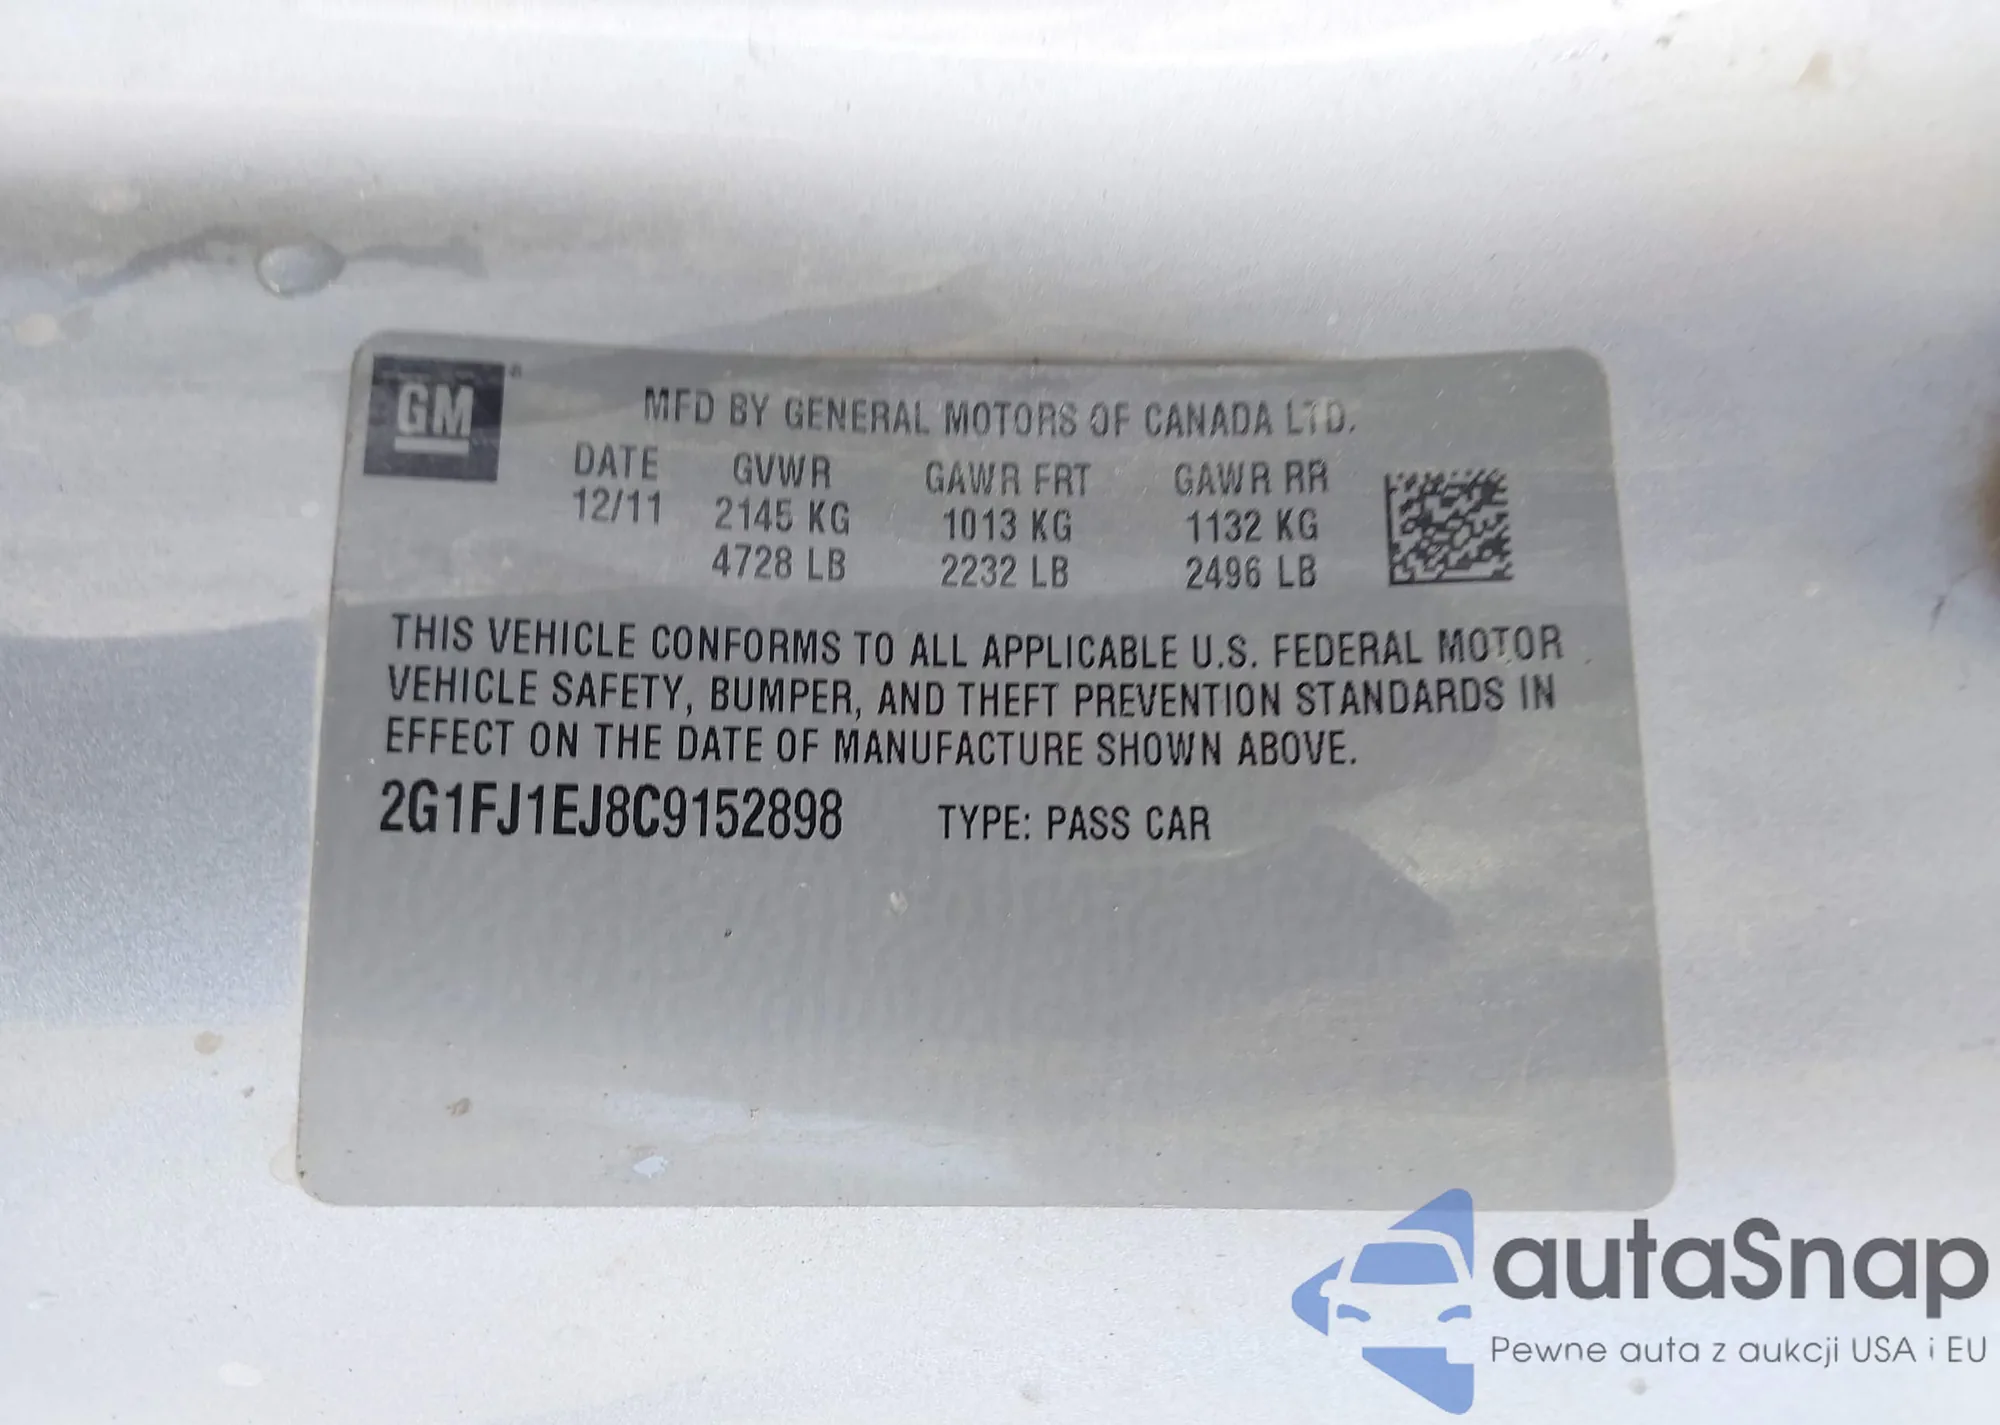 GM
MFD BY GENERAL MOTORS OF CANADA LTD.
DATE GVWR GAWR FRT GAWR RR
12/11 2145 KG 1013 KG 1132 KG
4728 LB 2232 LB 2496 LB
THIS VEHICLE CONFORMS TO ALL APPLICABLE U.S. FEDERAL MOTOR
VEHICLE SAFETY, BUMPER, AND THEFT PREVENTION STANDARDS IN
EFFECT ON THE DATE OF MANUFACTURE SHOWN ABOVE.
2G1FJ1EJ8C9152898 TYPE: PASS CAR
autaSnap
Pewne auta z aukcji USA i EU